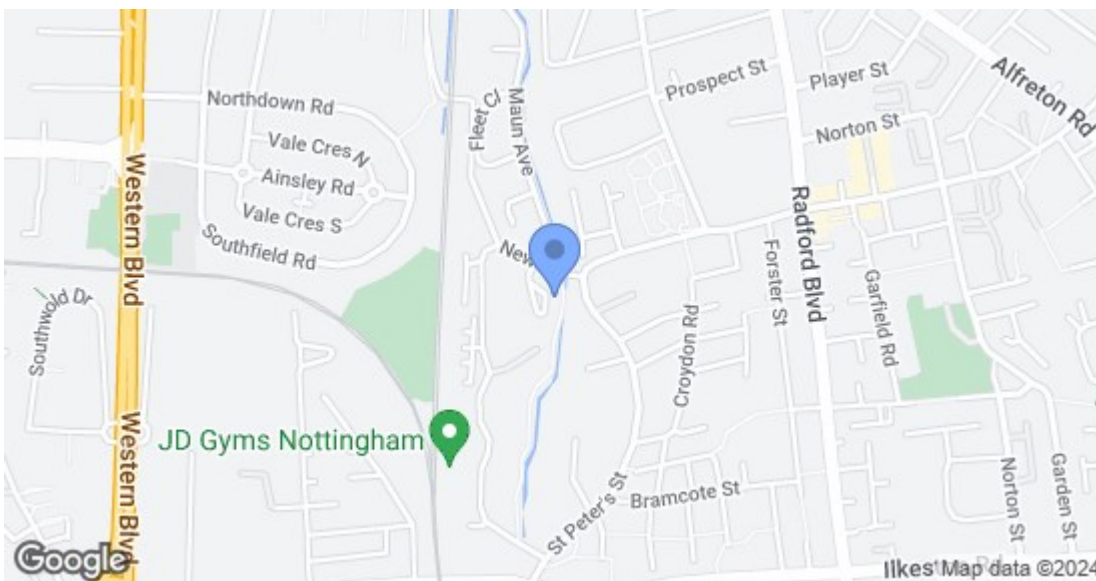 Prospect St
Player St
Alfreton Rd
Northdown Rd
Fleet Cl
Maun Ave
Norton St
Vale Cres N
Ainsley Rd
Western Blvd
Vale Cres S
Radford Blvd
Southfield Rd
New
Forster St
Garfield Rd
Southwold Dr
Croydon Rd
JD Gyms Nottingham
Western Blvd
St Peter's St
Bramcote St
Norton St
Garden St
Google
Ilkes
Map data ©2024